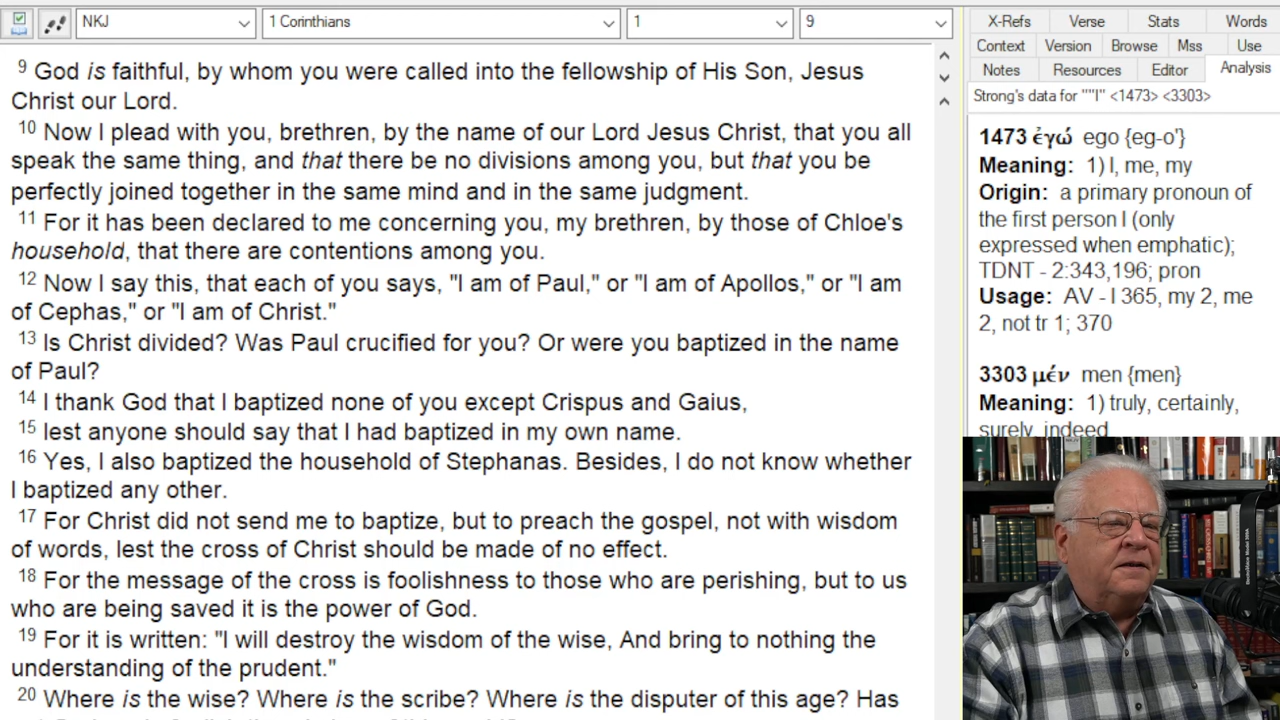 NKJ 1 Corinthians 1 9
9 God is faithful, by whom you were called into the fellowship of His Son, Jesus
Christ our Lord.
10 Now I plead with you, brethren, by the name of our Lord Jesus Christ, that you all
speak the same thing, and that there be no divisions among you, but that you be
perfectly joined together in the same mind and in the same judgment.
11 For it has been declared to me concerning you, my brethren, by those of Chloe's
household, that there are contentions among you.
12 Now I say this, that each of you says, "I am of Paul," or "I am of Apollos," or "I am
of Cephas," or "I am of Christ."
13 Is Christ divided? Was Paul crucified for you? Or were you baptized in the name
of Paul?
14 I thank God that I baptized none of you except Crispus and Gaius,
15 lest anyone should say that I had baptized in my own name.
16 Yes, I also baptized the household of Stephanas. Besides, I do not know whether
I baptized any other.
17 For Christ did not send me to baptize, but to preach the gospel, not with wisdom
of words, lest the cross of Christ should be made of no effect.
18 For the message of the cross is foolishness to those who are perishing, but to us
who are being saved it is the power of God.
19 For it is written: "I will destroy the wisdom of the wise, And bring to nothing the
understanding of the prudent."
20 Where is the wise? Where is the scribe? Where is the disputer of this age? Has
X-Refs Verse Stats Words
Context Version Browse Mss Use
Notes Resources Editor Analysis
Strong's data for ""I" <1473> <3303>
1473 ἐγώ ego {eg-o'}
Meaning: 1) I, me, my
Origin: a primary pronoun of
the first person I (only
expressed when emphatic);
TDNT - 2:343,196; pron
Usage: AV - I 365, my 2, me
2, not tr 1; 370
3303 μέν men {men}
Meaning: 1) truly, certainly,
surely, indeed